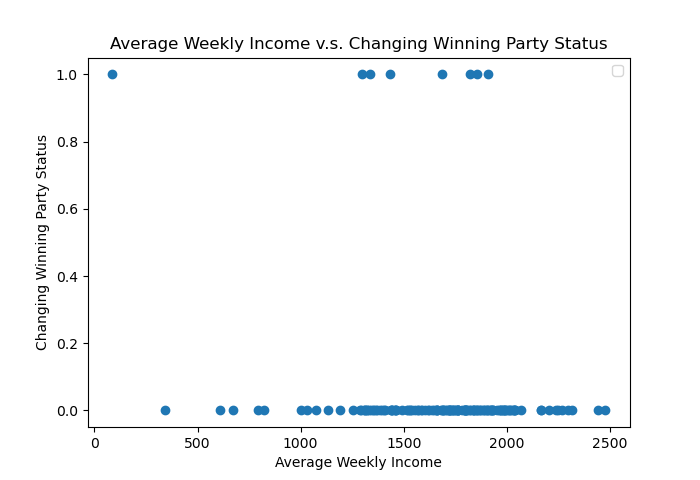 Average Weekly Income v.s. Changing Winning Party Status
1.0
0.8
0.6
0.4
0.2
0.0
Changing Winning Party Status
0 500 1000 1500 2000 2500
Average Weekly Income